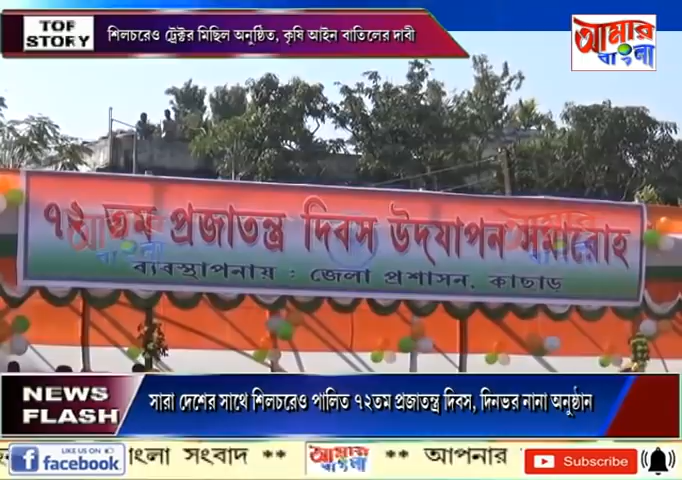 TOP STORY
শিলচরেও ট্রেক্টর মিছিল অনুষ্ঠিত, কৃষি আইন বাতিলের দাবী
আমার বাংলা
৭২ তম প্রজাতন্ত্র দিবস উদযাপন সমারোহ
ব্যবস্থাপনায় : জেলা প্রশাসন, কাছাড়
NEWS FLASH
সারা দেশের সাথে শিলচরেও পালিত ৭২তম প্রজাতন্ত্র দিবস, দিনভর নানা অনুষ্ঠান
LIKE US ON facebook
বাংলা সংবাদ ** আমার বাংলা ** আপনার
Subscribe